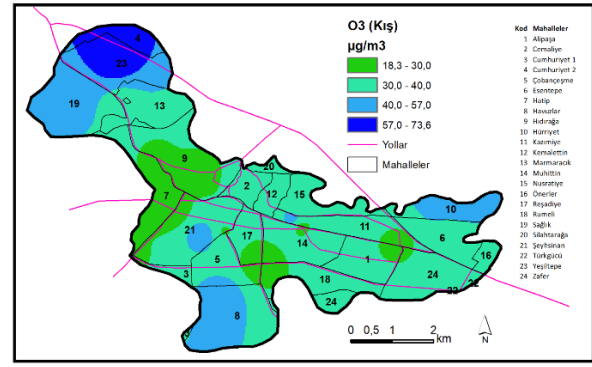 O3 (Kış)
µg/m3
18,3 - 30,0
30,0 - 40,0
40,0 - 57,0
57,0 - 73,6
Yollar
Mahalleler
Kod Mahalleler
1 Alipaşa
2 Cemaliye
3 Cumhuriyet 1
4 Cumhuriyet 2
5 Çobançeşme
6 Esentepe
7 Hatip
8 Havuzlar
9 Hıdırağa
10 Hürriyet
11 Kazımiye
12 Kemalettin
13 Marmaracık
14 Muhittin
15 Nusratiye
16 Önerler
17 Reşadiye
18 Rumeli
19 Sağlık
20 Silahtarağa
21 Şeyhsinan
22 Türkgücü
23 Yeşiltepe
24 Zafer
4
23
19
13
9
20
2
12
15
7
10
21
17
11
6
14
16
5
1
3
18
24
22
24
22
8
0 0,5 1 2
km
N